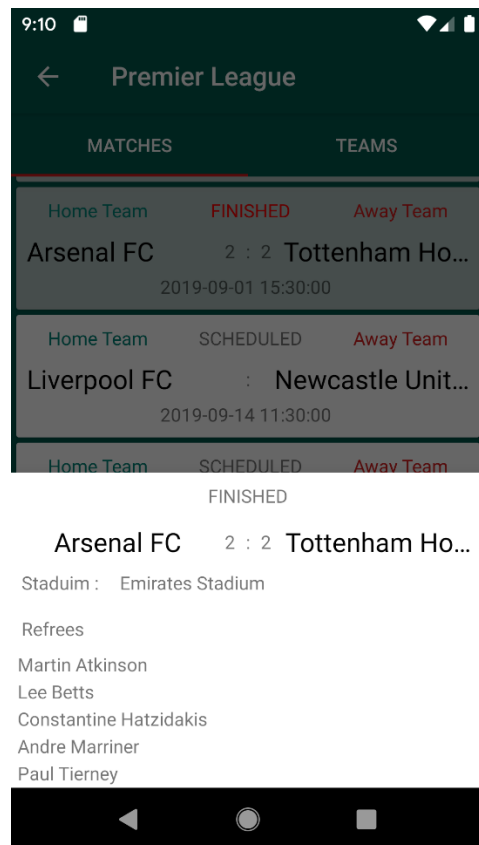 9:10
Premier League
MATCHES TEAMS
Home Team FINISHED Away Team
Arsenal FC 2 : 2 Tottenham Ho...
2019-09-01 15:30:00
Home Team SCHEDULED Away Team
Liverpool FC : Newcastle Unit...
2019-09-14 11:30:00
Home Team SCHEDULED Away Team
FINISHED
Arsenal FC 2 : 2 Tottenham Ho...
Staduim : Emirates Stadium
Refrees
Martin Atkinson
Lee Betts
Constantine Hatzidakis
Andre Marriner
Paul Tierney